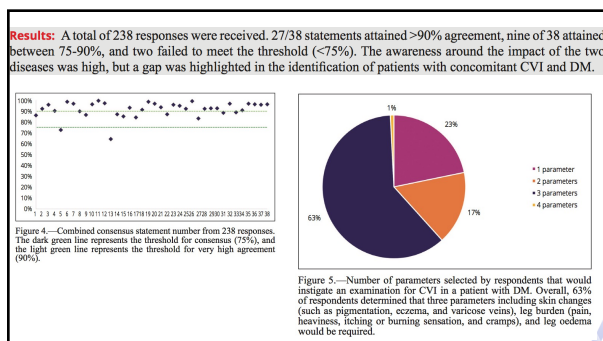 Results: A total of 238 responses were received. 27/38 statements attained >90% agreement, nine of 38 attained
between 75-90%, and two failed to meet the threshold (<75%). The awareness around the impact of the two
diseases was high, but a gap was highlighted in the identification of patients with concomitant CVI and DM.
100%
90%
80%
70%
60%
50%
40%
30%
20%
10%
0%
1 2 3 4 5 6 7 8 9 10 11 12 13 14 15 16 17 18 19 20 21 22 23 24 25 26 27 28 29 30 31 32 33 34 35 36 37 38
Figure 4.—Combined consensus statement number from 238 responses.
The dark green line represents the threshold for consensus (75%), and
the light green line represents the threshold for very high agreement
(90%).
1%
23%
17%
63%
1 parameter
2 parameters
3 parameters
4 parameters
Figure 5.—Number of parameters selected by respondents that would
instigate an examination for CVI in a patient with DM. Overall, 63%
of respondents determined that three parameters including skin changes
(such as pigmentation, eczema, and varicose veins), leg burden (pain,
heaviness, itching or burning sensation, and cramps), and leg oedema
would be required.